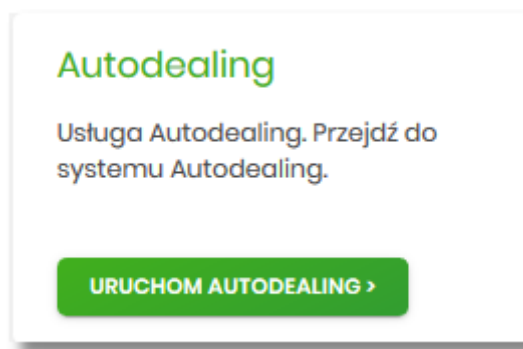 Autodealing
Usługa Autodealing. Przejdź do
systemu Autodealing.
URUCHOM AUTODEALING >